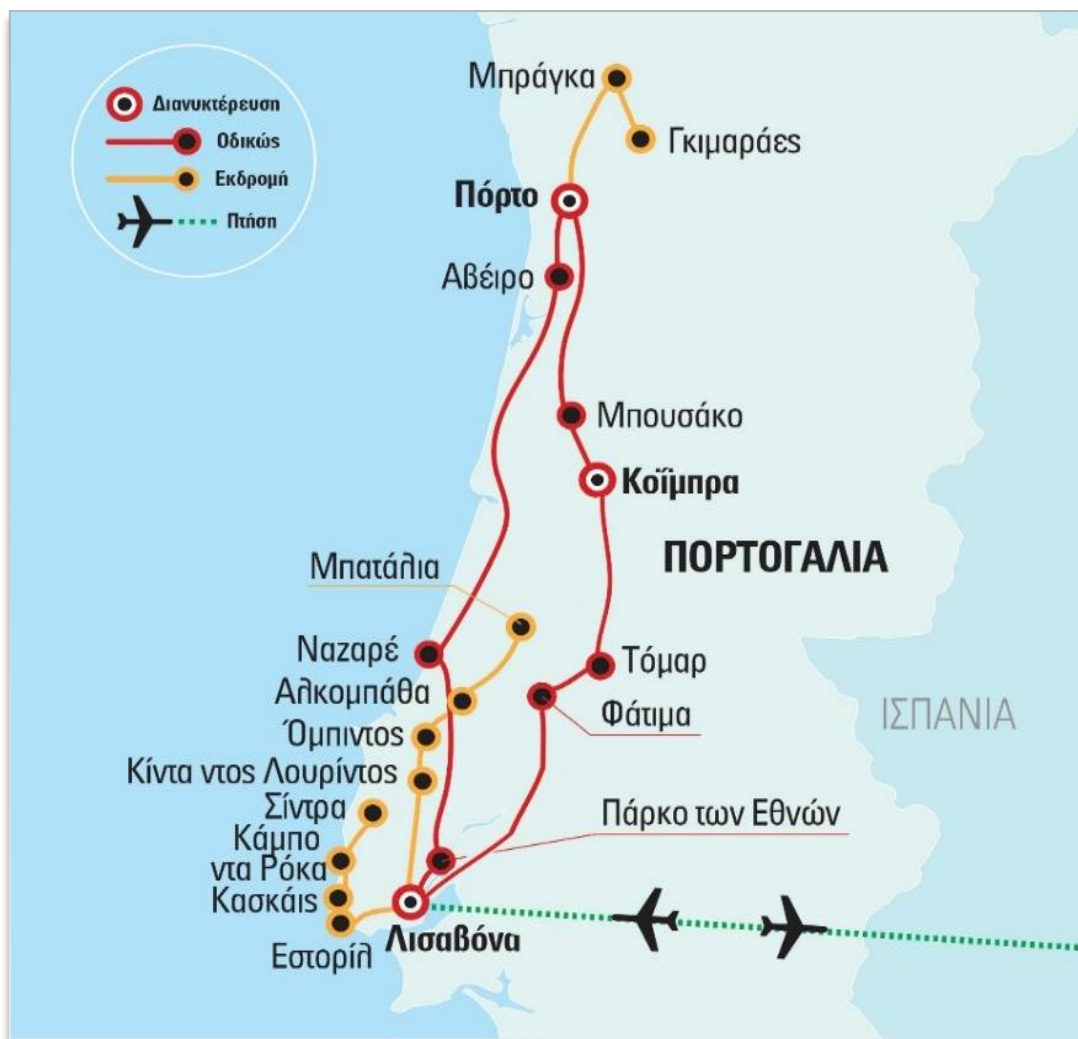 Διανυκτέρευση
Οδικώς
Εκδρομή
Πτήση
Μπράγκα
Γκιμαράες
Πόρτο
Αβέιρο
Μπουσάκο
Κοΐμπρα
ΠΟΡΤΟΓΑΛΙΑ
Μπατάλια
Ναζαρέ
Τόμαρ
Αλκομπάθα
Φάτιμα
ΙΣΠΑΝΙΑ
Όμπιντος
Κίντα ντος Λουρίντος
Σίντρα
Πάρκο των Εθνών
Κάμπο
ντα Ρόκα
Κασκάις
Λισαβόνα
Εστορίλ